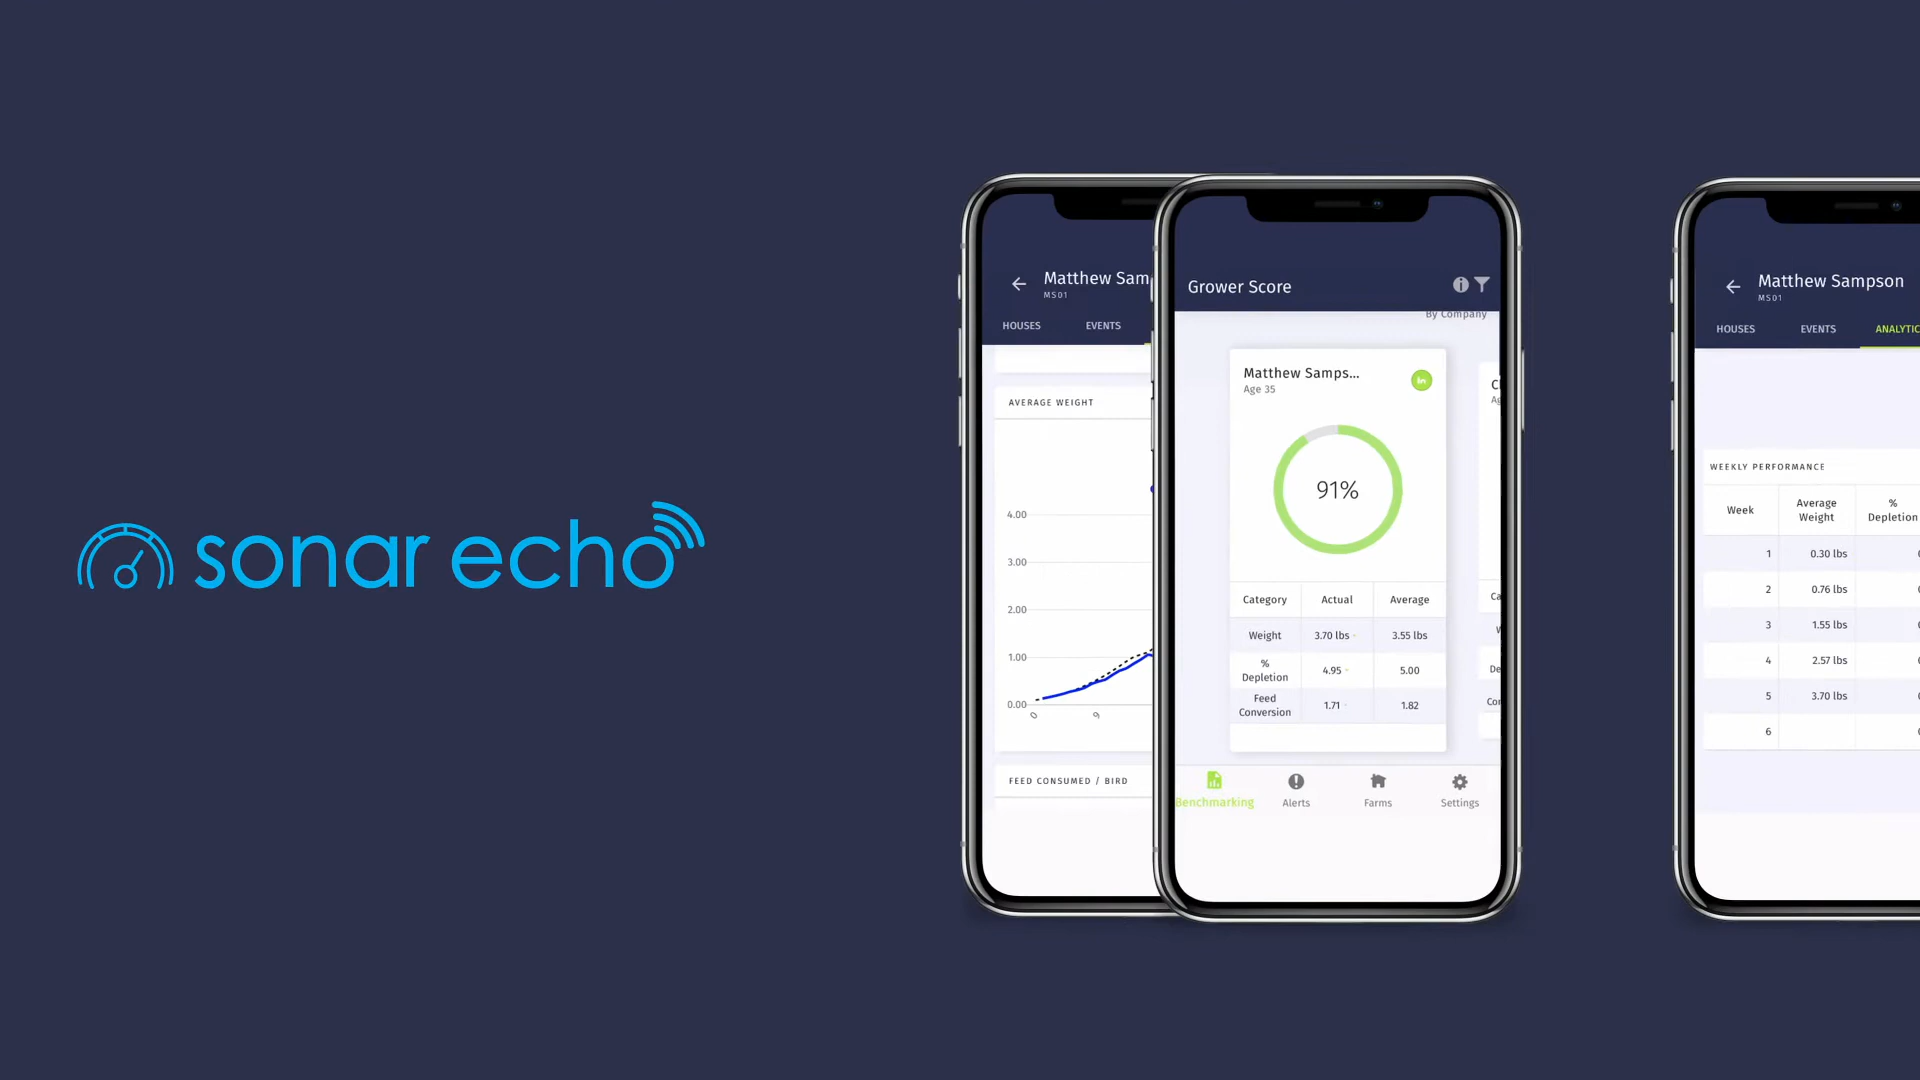 sonar echo
Matthew Sam
MS01
HOUSES EVENTS
AVERAGE WEIGHT
4.00
3.00
2.00
1.00
0.00
0 9
FEED CONSUMED / BIRD
Grower Score
By Company
Matthew Samps...
Age 35
in
91%
Category Actual Average
Weight 3.70 lbs 3.55 lbs
% Depletion 4.95 5.00
Feed Conversion 1.71 1.82
Benchmarking Alerts Farms Settings
Matthew Sampson
MS01
HOUSES EVENTS ANALYTIC
WEEKLY PERFORMANCE
Week Average Weight % Depletion
1 0.30 lbs
2 0.76 lbs
3 1.55 lbs
4 2.57 lbs
5 3.70 lbs
6